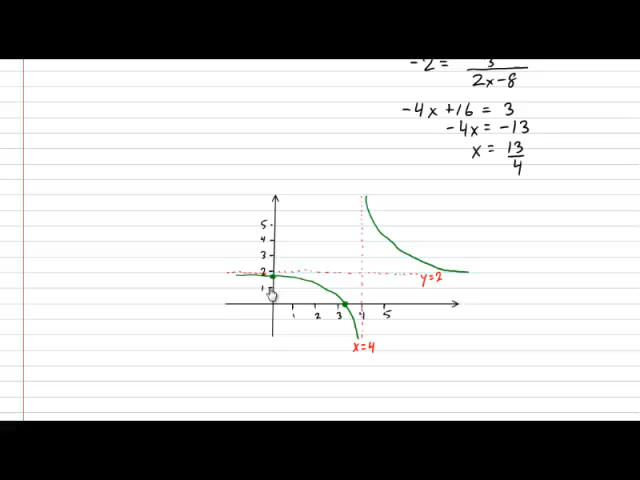 -2 = 3
2x-8
-4x +16 = 3
-4x = -13
x = 13
4
5
4
3
2
1
y=2
1 2 3 4 5
x=4